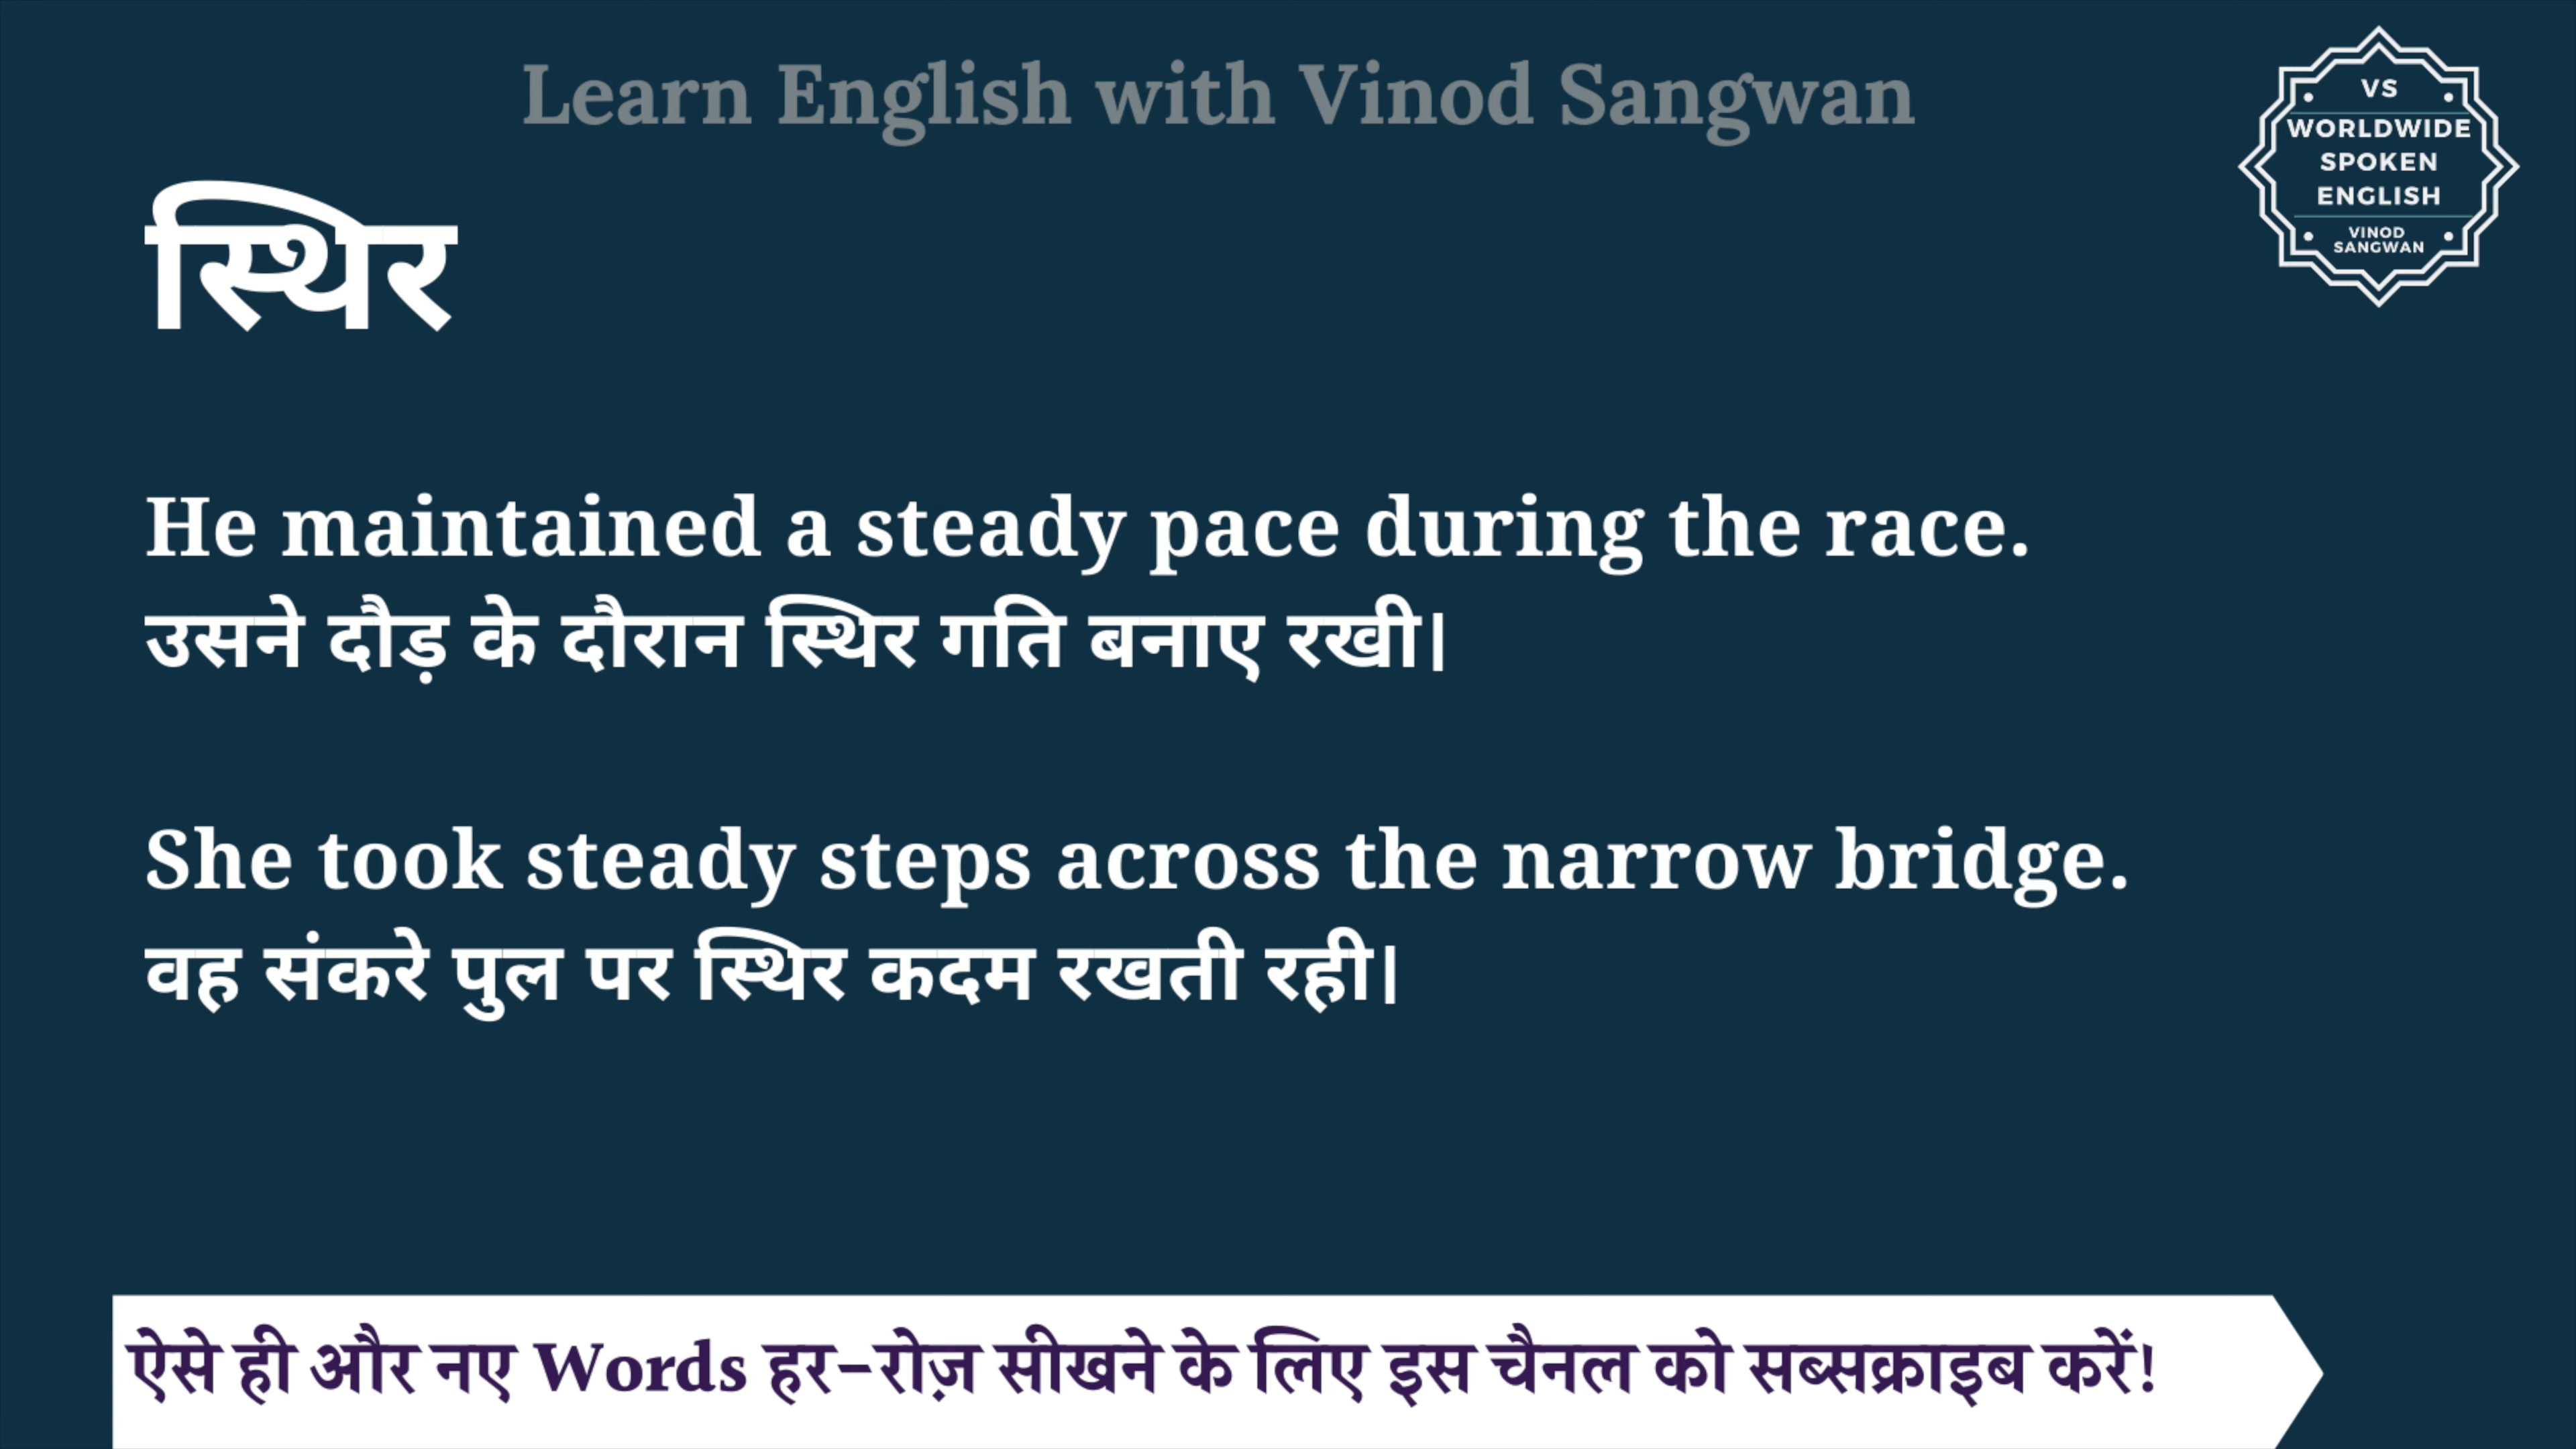 Learn English with Vinod Sangwan
VS
WORLDWIDE
SPOKEN
ENGLISH
VINOD
SANGWAN
स्थिर
He maintained a steady pace during the race.
उसने दौड़ के दौरान स्थिर गति बनाए रखी।
She took steady steps across the narrow bridge.
वह संकरे पुल पर स्थिर कदम रखती रही।
ऐसे ही और नए Words हर-रोज़ सीखने के लिए इस चैनल को सब्सक्राइब करें!